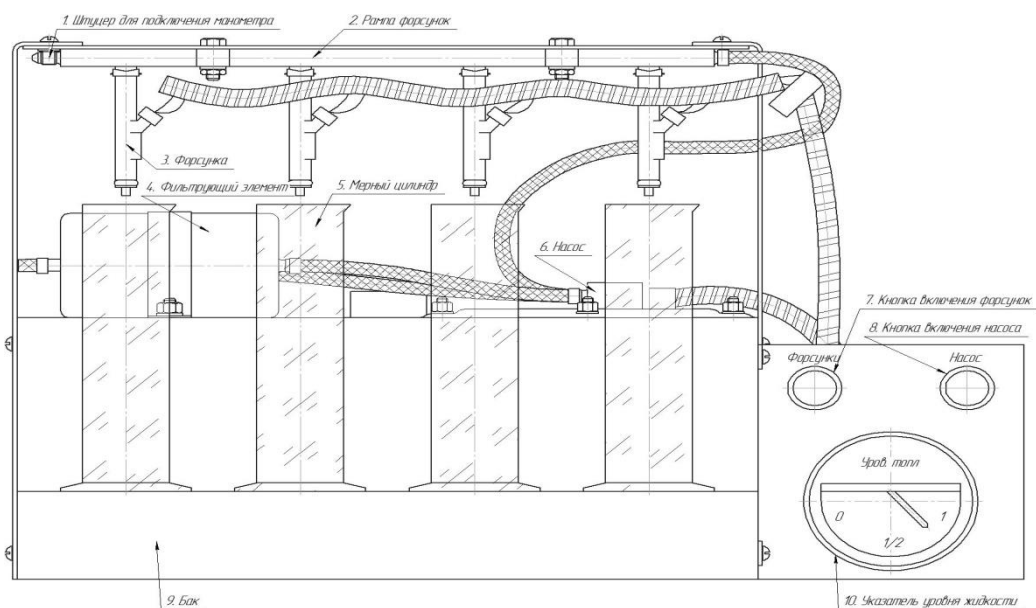 1. Штуцер для подключения манометра
2. Рампа форсунок
3. Форсунка
4. Фильтрующий элемент
5. Мерный цилиндр
6. Насос
7. Кнопка включения форсунок
8. Кнопка включения насоса
Форсунки
Насос
Уров. топл
0
1/2
1
9. Бак
10. Указатель уровня жидкости